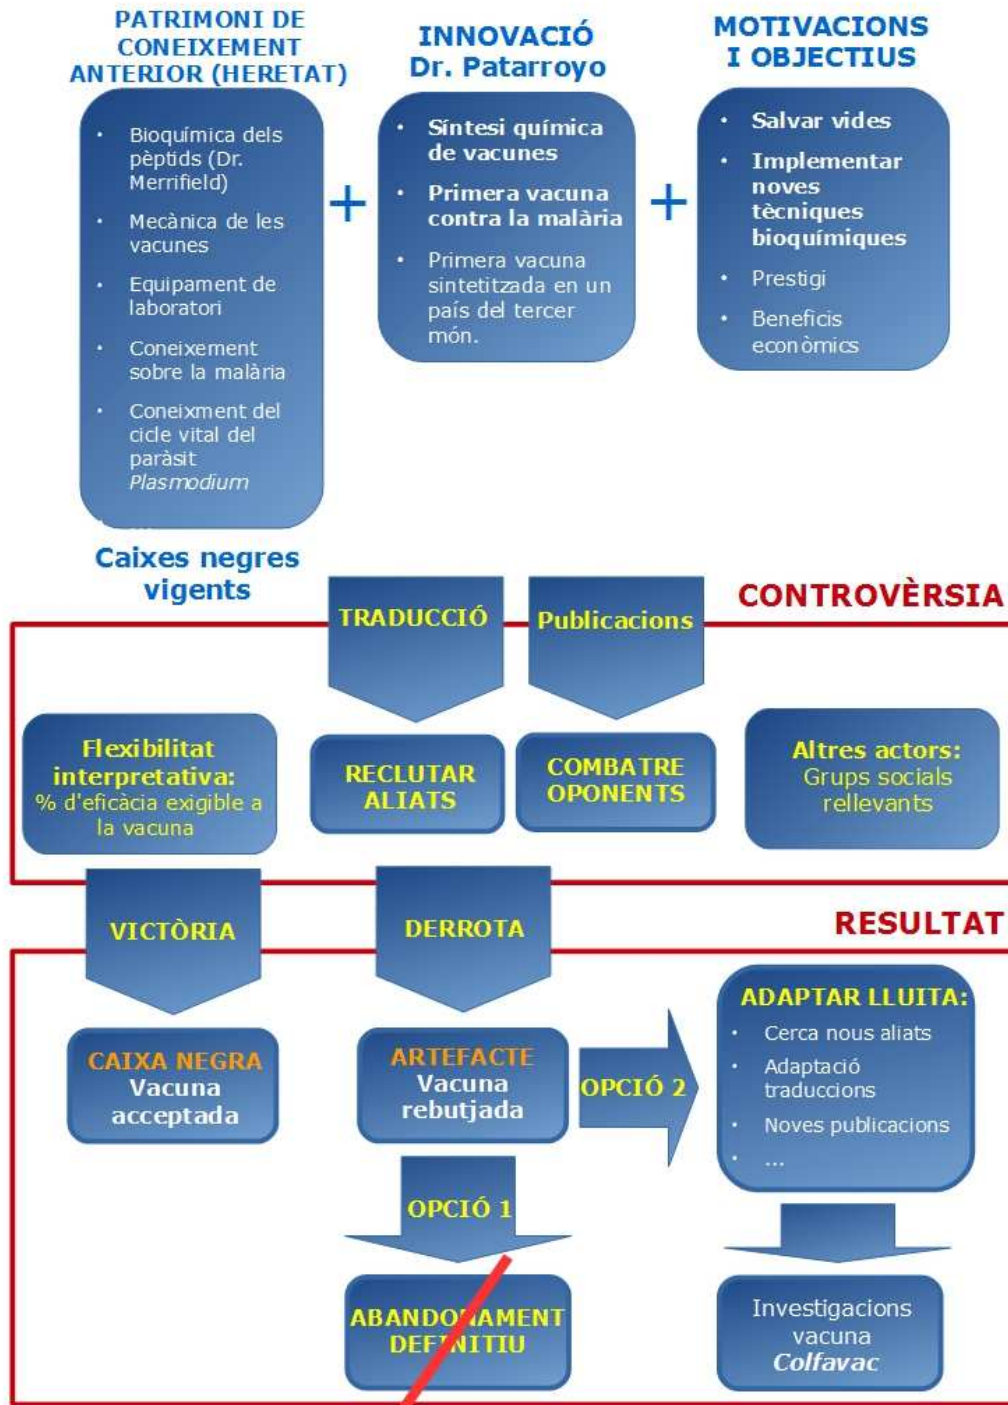 PATRIMONI DE
CONEIXEMENT
ANTERIOR (HERETAT)
• Bioquímica dels
pèptids (Dr.
Merrifield)
• Mecànica de les
vacunes
• Equipament de
laboratori
• Coneixement
sobre la malària
• Coneixment del
cicle vital del
paràsit
Plasmodium
• ...
Caixes negres
vigents
+
INNOVACIÓ
Dr. Patarroyo
• Síntesi química
de vacunes
• Primera vacuna
contra la malària
• Primera vacuna
sintetitzada en un
país del tercer
món.
+
MOTIVACIONS
I OBJECTIUS
• Salvar vides
• Implementar
noves
tècniques
bioquímiques
• Prestigi
• Beneficis
econòmics
CONTROVÈRSIA
TRADUCCIÓ
Publicacions
Flexibilitat
interpretativa:
% d'eficàcia exigible a
la vacuna
RECLUTAR
ALIATS
COMBATRE
OPONENTS
Altres actors:
Grups socials
rellevants
RESULTAT
VICTÒRIA
DERROTA
CAIXA NEGRA
Vacuna
acceptada
ARTEFACTE
Vacuna
rebutjada
OPCIÓ 2
ADAPTAR LLUITA:
• Cerca nous aliats
• Adaptació
traduccions
• Noves publicacions
• ...
OPCIÓ 1
ABANDONAMENT
DEFINITIU
Investigacions
vacuna
Colfavac